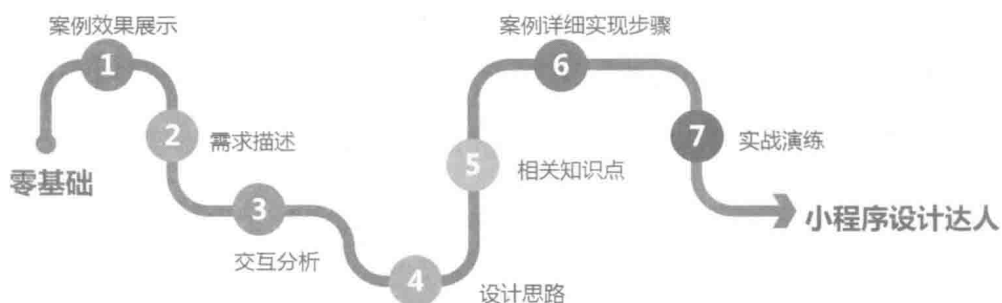 案例效果展示
1
零基础
2
需求描述
3
交互分析
4
设计思路
5
相关知识点
6
案例详细实现步骤
7
实战演练
小程序设计达人